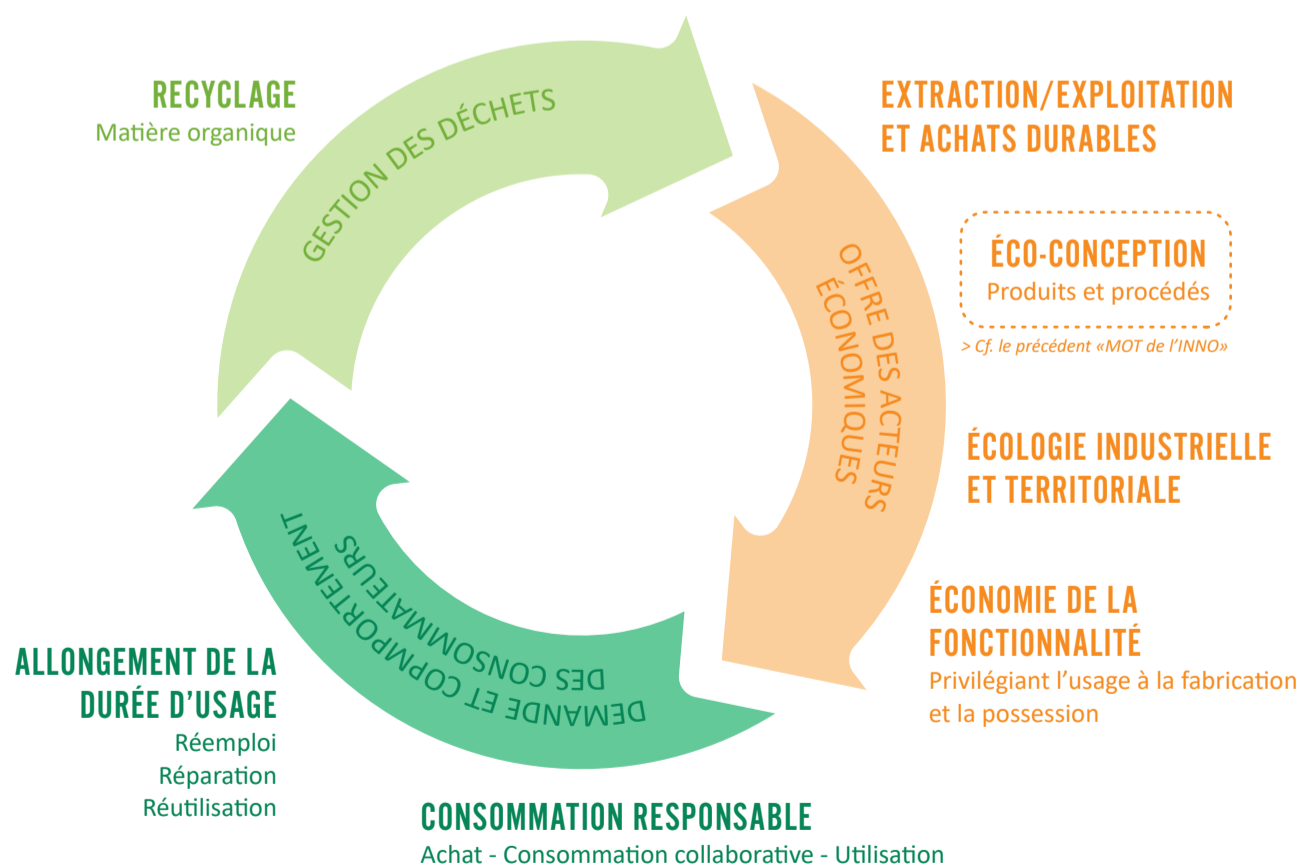 RECYCLAGE
Matière organique
GESTION DES DÉCHETS
EXTRACTION/EXPLOITATION
ET ACHATS DURABLES
ÉCO-CONCEPTION
Produits et procédés
> Cf. le précédent «MOT de l'INNO»
OFFRE DES ACTEURS
ÉCONOMIQUES
ÉCOLOGIE INDUSTRIELLE
ET TERRITORIALE
ÉCONOMIE DE LA
FONCTIONNALITÉ
Privilégiant l'usage à la fabrication
et la possession
DEMANDE ET COPMPORTEMENT
DES CONSOMMATEURS
ALLONGEMENT DE LA
DURÉE D'USAGE
Réemploi
Réparation
Réutilisation
CONSOMMATION RESPONSABLE
Achat - Consommation collaborative - Utilisation